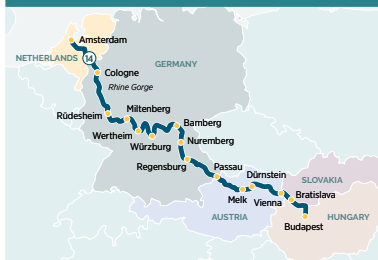 Amsterdam
NETHERLANDS
14
Cologne
GERMANY
Rhine Gorge
Rüdesheim
Miltenberg
Bamberg
Wertheim
Würzburg
Nuremberg
Regensburg
Passau
Dürnstein
SLOVAKIA
Melk
Vienna
Bratislava
AUSTRIA
HUNGARY
Budapest